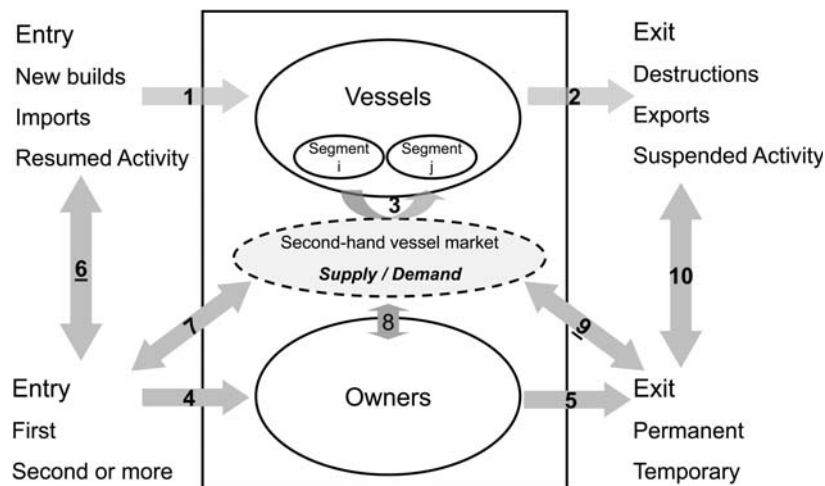 Entry
New builds
Imports
Resumed Activity
1
Vessels
Segment
i
Segment
j
2
Exit
Destructions
Exports
Suspended Activity
3
Second-hand vessel market
Supply / Demand
6
7
8
9
10
Entry
First
Second or more
4
Owners
5
Exit
Permanent
Temporary